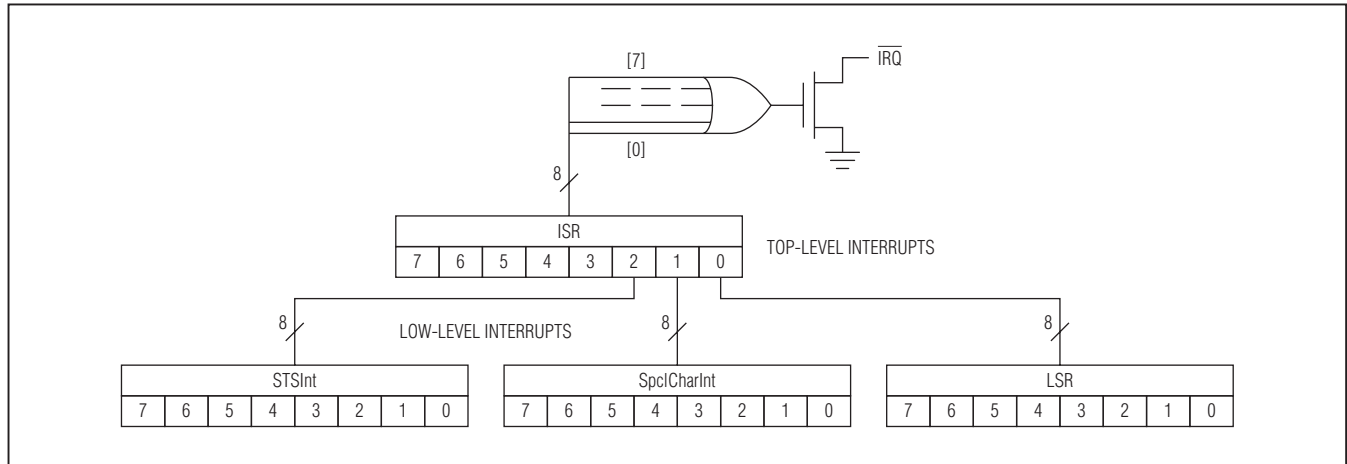 [7]
IRQ
[0]
8
ISR
7 6 5 4 3 2 1 0
TOP-LEVEL INTERRUPTS
8
LOW-LEVEL INTERRUPTS
8
8
STSInt
7 6 5 4 3 2 1 0
SpclCharInt
7 6 5 4 3 2 1 0
LSR
7 6 5 4 3 2 1 0